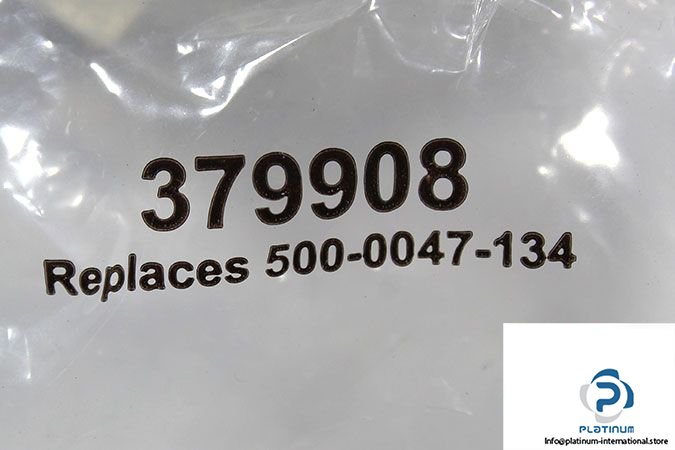 379908
Replaces 500-0047-134
PLATINUM
Info@platinum-international.store